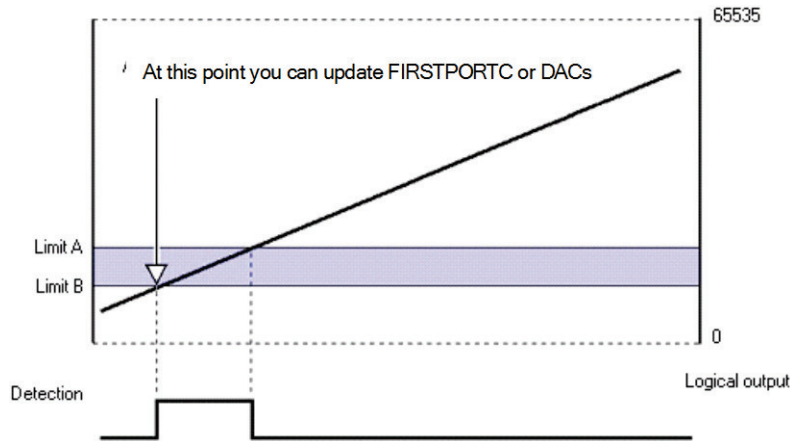 65535
At this point you can update FIRSTPORTC or DACs
Limit A
Limit B
0
Logical output
Detection